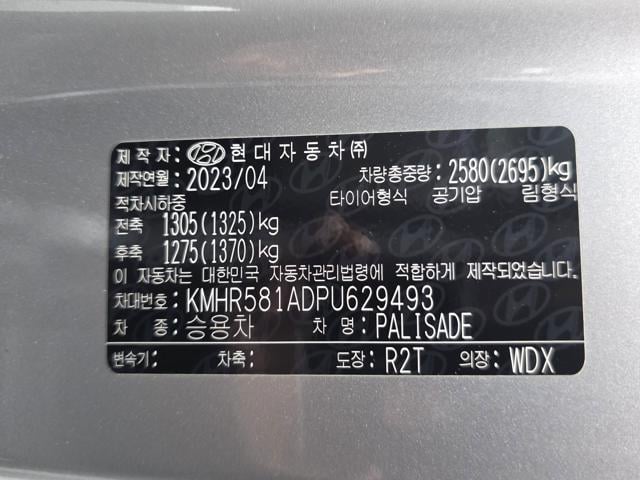 제 작 자: 현대자동차㈜
제작연월: 2023/04 차량총중량: 2580(2695)kg
적차시하중 타이어형식 공기압 림형식
전축 1305(1325)kg
후축 1275(1370)kg
이 자동차는 대한민국 자동차관리법령에 적합하게 제작되었습니다.
차대번호: KMHR581ADPU629493
차 종: 승용차 차 명: PALISADE
변속기: 차축: 도장: R2T 의장: WDX